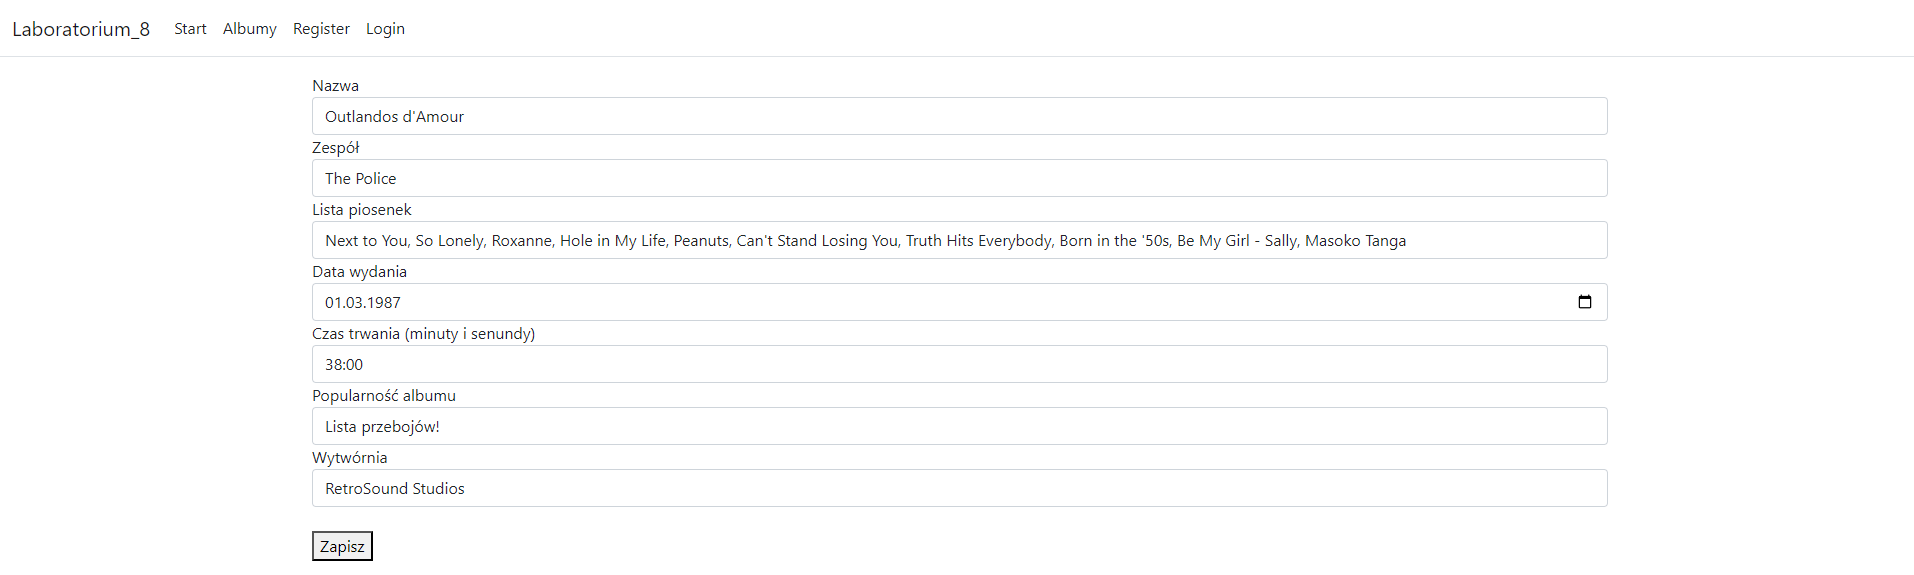 Laboratorium_8 Start Albumy Register Login
Nazwa
Outlandos d'Amour
Zespół
The Police
Lista piosenek
Next to You, So Lonely, Roxanne, Hole in My Life, Peanuts, Can't Stand Losing You, Truth Hits Everybody, Born in the '50s, Be My Girl - Sally, Masoko Tanga
Data wydania
01.03.1987
Czas trwania (minuty i senundy)
38:00
Popularność albumu
Lista przebojów!
Wytwórnia
RetroSound Studios
Zapisz